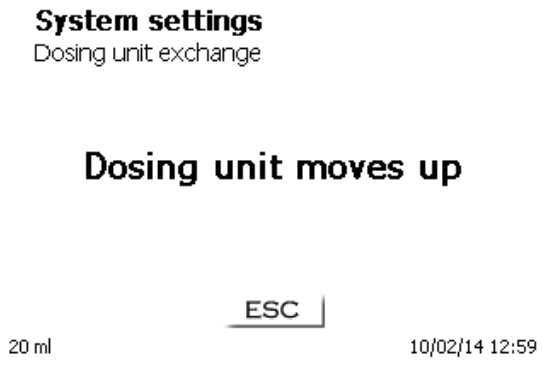 System settings
Dosing unit exchange
Dosing unit moves up
ESC
20 ml 10/02/14 12:59